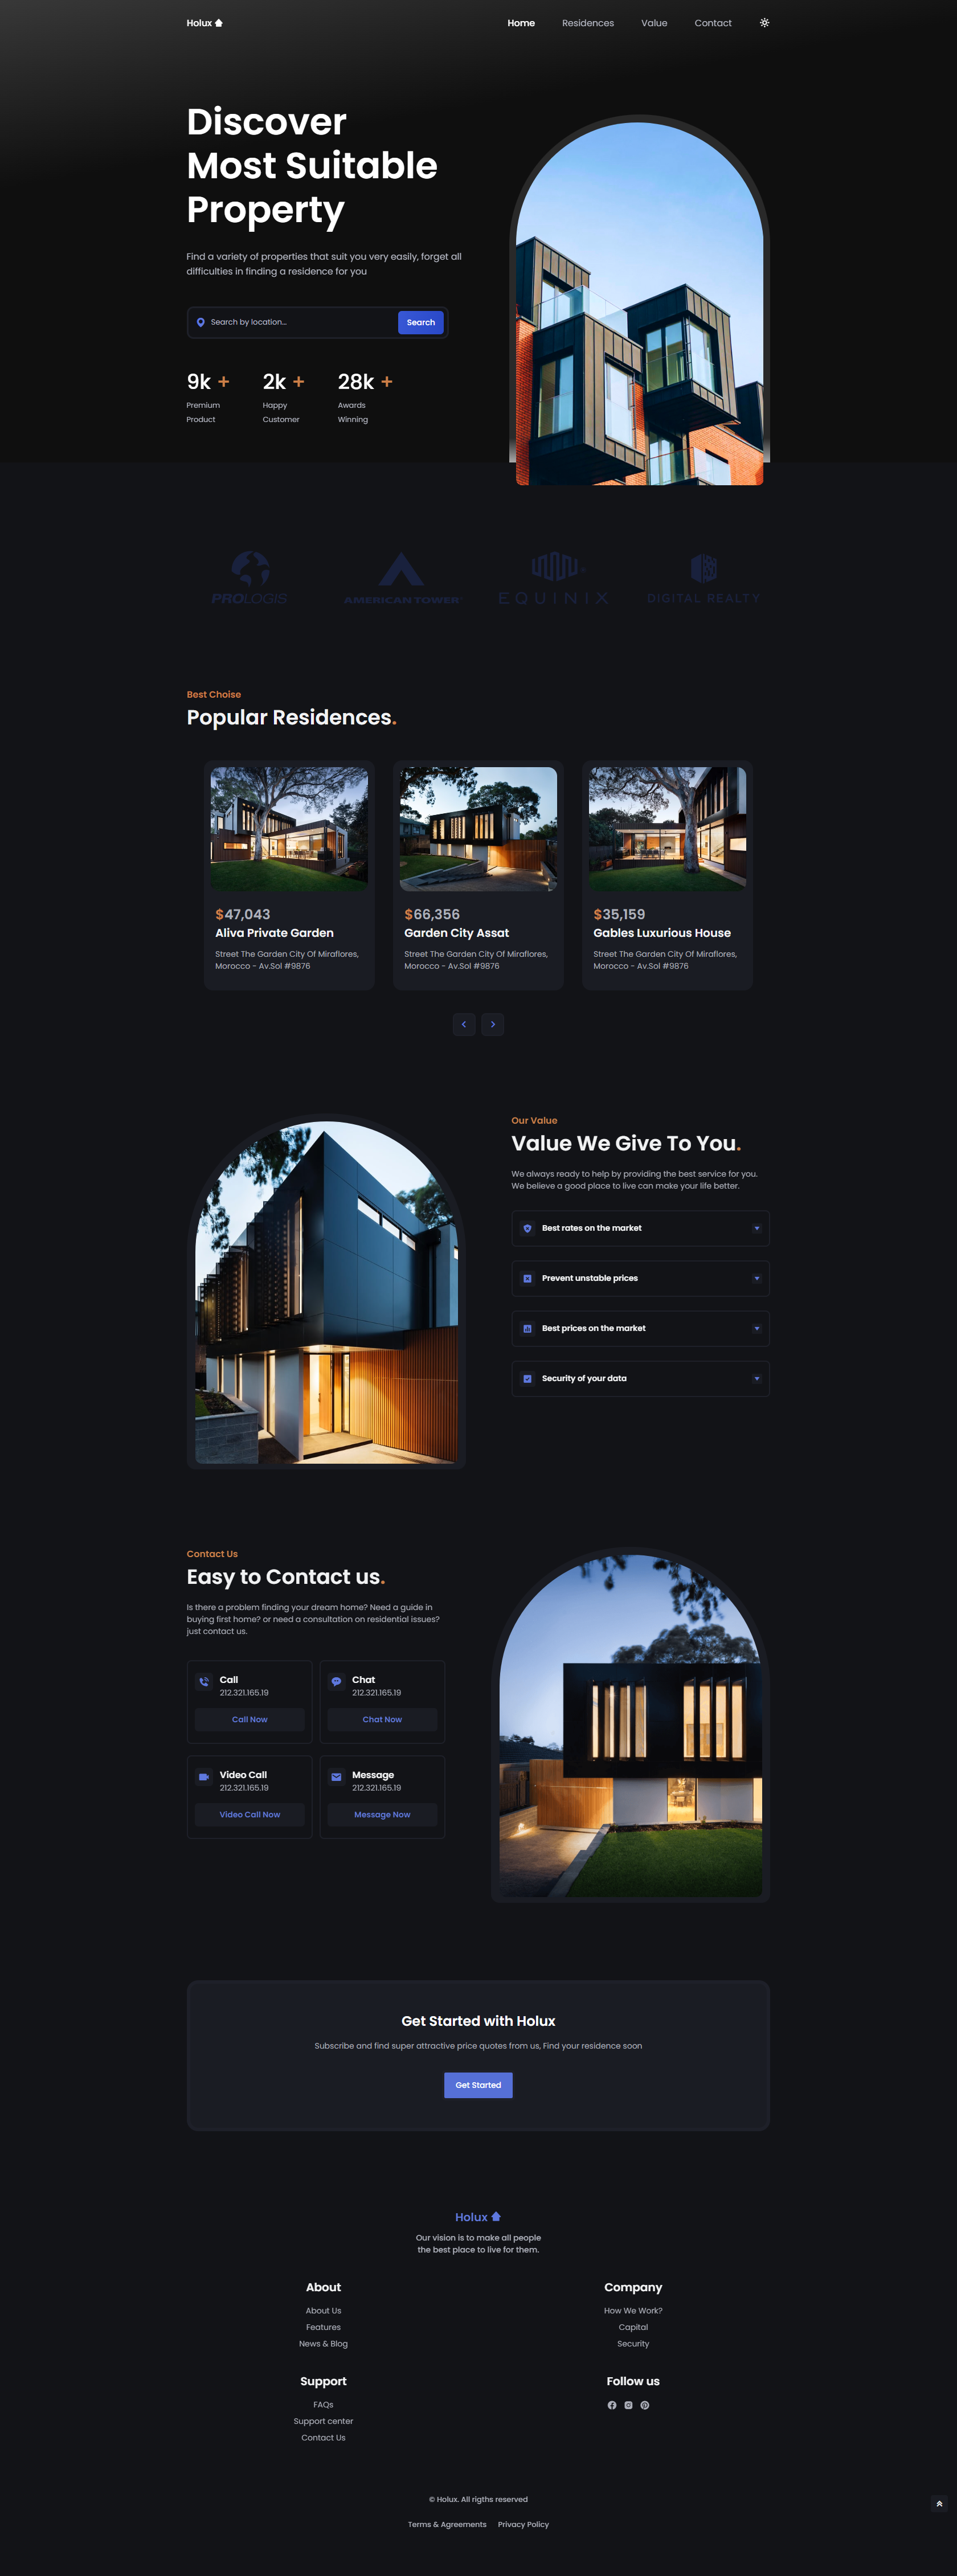 Holux
Home
Residences
Value
Contact
Discover
Most Suitable
Property
Find a variety of properties that suit you very easily, forget all
difficulties in finding a residence for you
Search by location...
Search
9k +
2k +
28k +
Premium
Product
Happy
Customer
Awards
Winning
PROLOGIS
AMERICAN TOWER
EQUINIX
DIGITAL REALTY
Best Choise
Popular Residences.
$47,043
Aliva Private Garden
Street The Garden City Of Miraflores,
Morocco - Av.Sol #9876
$66,356
Garden City Assat
Street The Garden City Of Miraflores,
Morocco - Av.Sol #9876
$35,159
Gables Luxurious House
Street The Garden City Of Miraflores,
Morocco - Av.Sol #9876
Our Value
Value We Give To You.
We always ready to help by providing the best service for you.
We believe a good place to live can make your life better.
Best rates on the market
Prevent unstable prices
Best prices on the market
Security of your data
Contact Us
Easy to Contact us.
Is there a problem finding your dream home? Need a guide in
buying first home? or need a consultation on residential issues?
just contact us.
Call
212.321.165.19
Call Now
Chat
212.321.165.19
Chat Now
Video Call
212.321.165.19
Video Call Now
Message
212.321.165.19
Message Now
Get Started with Holux
Subscribe and find super attractive price quotes from us, Find your residence soon
Get Started
Holux
Our vision is to make all people
the best place to live for them.
About
About Us
Features
News & Blog
Company
How We Work?
Capital
Security
Support
FAQs
Support center
Contact Us
Follow us
© Holux. All rigths reserved
Terms & Agreements
Privacy Policy